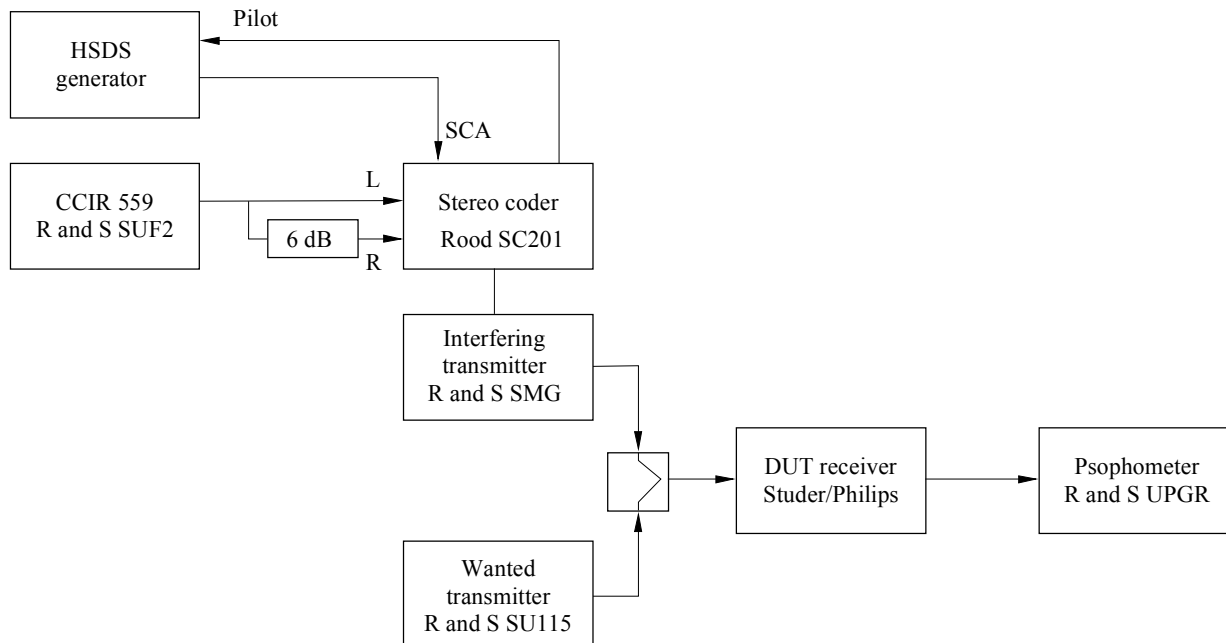 Pilot
HSDS
generator
SCA
CCIR 559
R and S SUF2
L
6 dB
R
Stereo coder
Rood SC201
Interfering
transmitter
R and S SMG
DUT receiver
Studer/Philips
Psophometer
R and S UPGR
Wanted
transmitter
R and S SU115